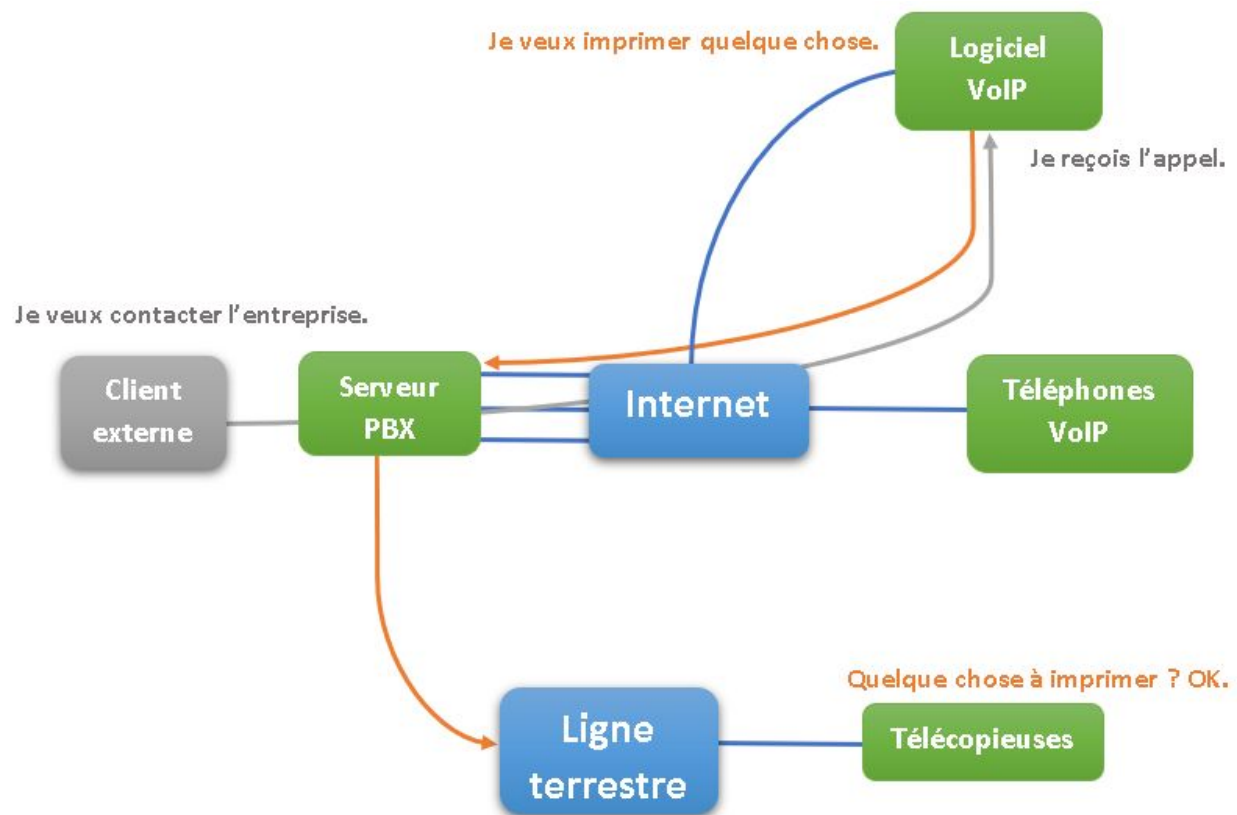 Je veux imprimer quelque chose.
Logiciel
VoIP
Je reçois l'appel.
Je veux contacter l'entreprise.
Client
externe
Serveur
PBX
Internet
Téléphones
VoIP
Quelque chose à imprimer ? OK.
Ligne
terrestre
Télécopieuses